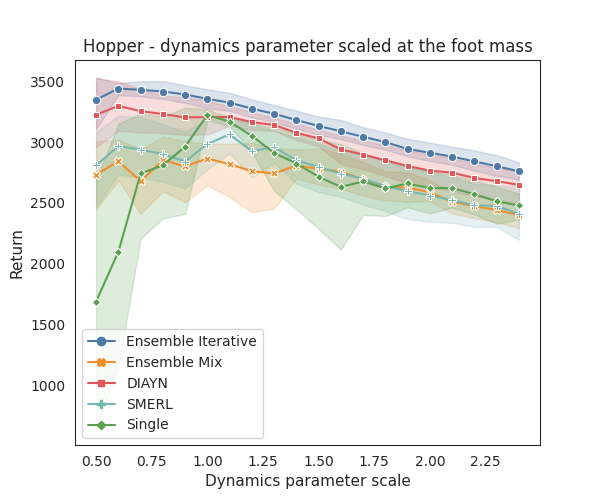 Hopper - dynamics parameter scaled at the foot mass
3500
3000
2500
2000
1500
1000
Return
Ensemble Iterative
Ensemble Mix
DIAYN
SMERL
Single
0.50 0.75 1.00 1.25 1.50 1.75 2.00 2.25
Dynamics parameter scale